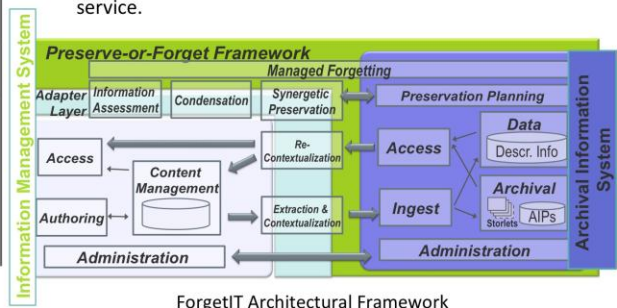 service.
Preserve-or-Forget Framework
Managed Forgetting
Information Management System
Archival Information System
Adapter Layer
Information Assessment
Condensation
Synergetic Preservation
Preservation Planning
Access
Content Management
Authoring
Administration
Re-Contextualization
Extraction & Contextualization
Access
Ingest
Data
Descr. Info
Archival
Storlets
AIPs
Administration
ForgetIT Architectural Framework